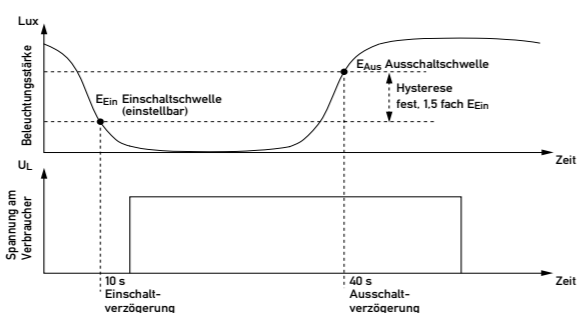 Lux
Beleuchtungsstärke
EAus Ausschaltschwelle
EEin Einschaltschwelle
(einstellbar)
Hysterese
fest, 1,5 fach EEin
Zeit
UL
Spannung am
Verbraucher
Zeit
10 s
Einschalt-
verzögerung
40 s
Ausschalt-
verzögerung